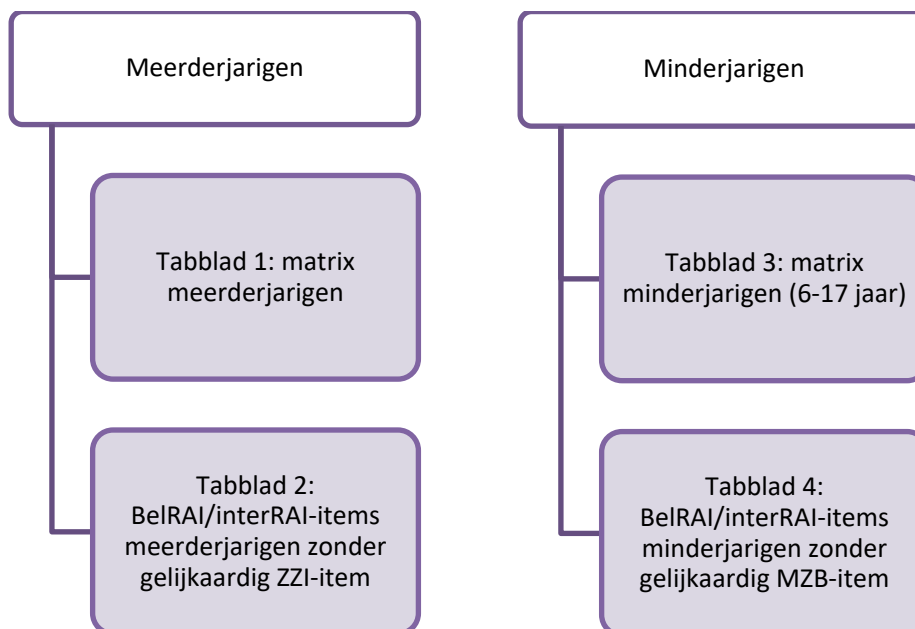 Meerderjarigen
Tabblad 1: matrix
meerderjarigen
Tabblad 2:
BelRAI/interRAI-items
meerderjarigen zonder
gelijkaardig ZZI-item
Minderjarigen
Tabblad 3: matrix
minderjarigen (6-17 jaar)
Tabblad 4:
BelRAI/interRAI-items
minderjarigen zonder
gelijkaardig MZB-item